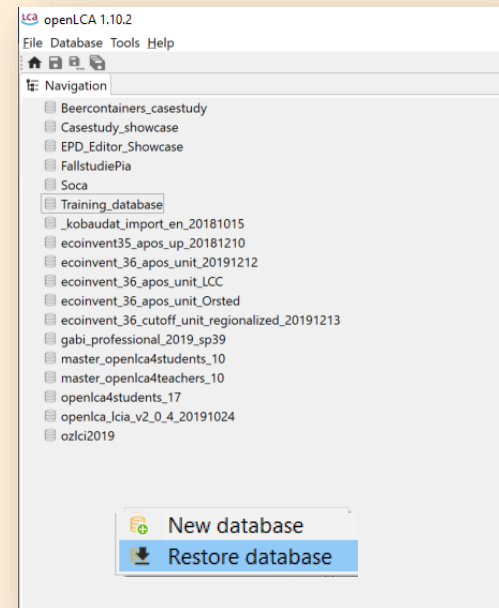 LCA openLCA 1.10.2
File Database Tools Help
Navigation
Beercontainers_casestudy
Casestudy_showcase
EPD_Editor_Showcase
FallstudiePia
Soca
Training_database
_kobaudat_import_en_20181015
ecoinvent35_apos_up_20181210
ecoinvent_36_apos_unit_20191212
ecoinvent_36_apos_unit_LCC
ecoinvent_36_apos_unit_Orsted
ecoinvent_36_cutoff_unit_regionalized_20191213
gabi_professional_2019_sp39
master_openlca4students_10
master_openlca4teachers_10
openlca4students_17
openlca_lcia_v2_0_4_20191024
ozlci2019
New database
Restore database